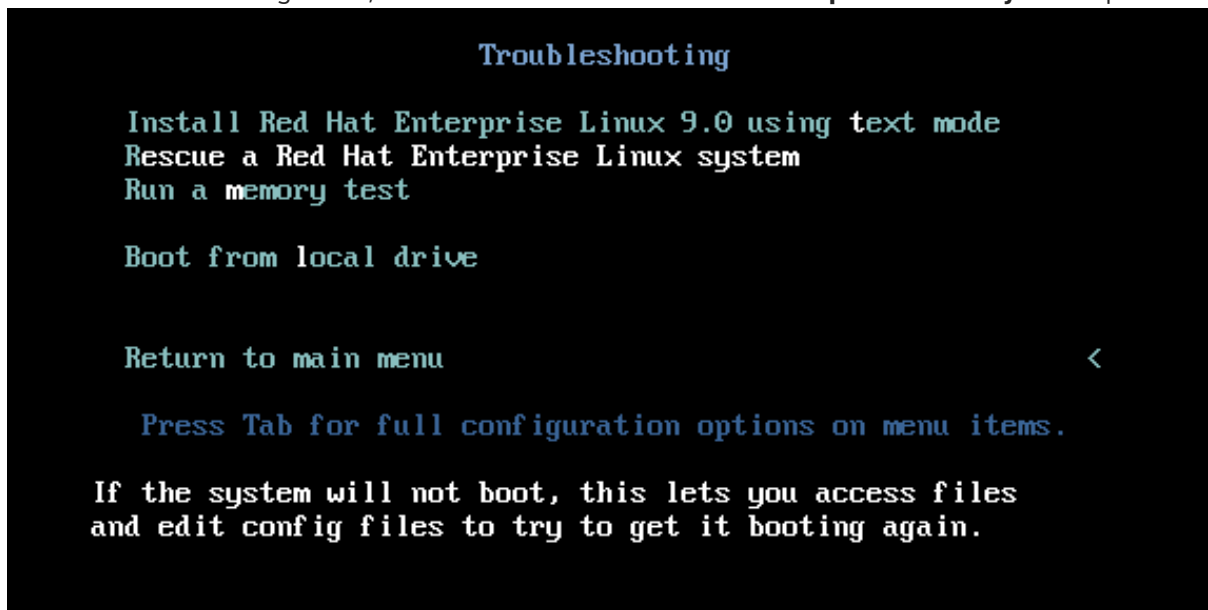 Troubleshooting
Install Red Hat Enterprise Linux 9.0 using text mode
Rescue a Red Hat Enterprise Linux system
Run a memory test
Boot from local drive
Return to main menu <
Press Tab for full configuration options on menu items.
If the system will not boot, this lets you access files
and edit config files to try to get it booting again.